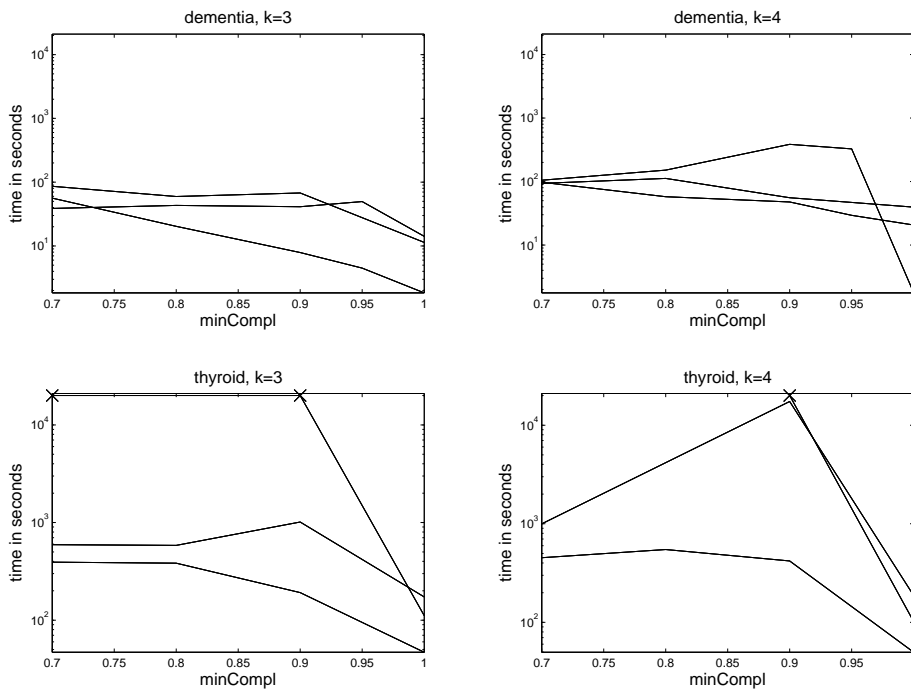 dementia, k=3
time in seconds
10^4
10^3
10^2
10^1
0.7 0.75 0.8 0.85 0.9 0.95 1
minCompl
dementia, k=4
time in seconds
10^4
10^3
10^2
10^1
0.7 0.75 0.8 0.85 0.9 0.95
minCompl
thyroid, k=3
time in seconds
10^4
10^3
10^2
0.7 0.75 0.8 0.85 0.9 0.95 1
minCompl
thyroid, k=4
time in seconds
10^4
10^3
10^2
0.7 0.75 0.8 0.85 0.9 0.95
minCompl